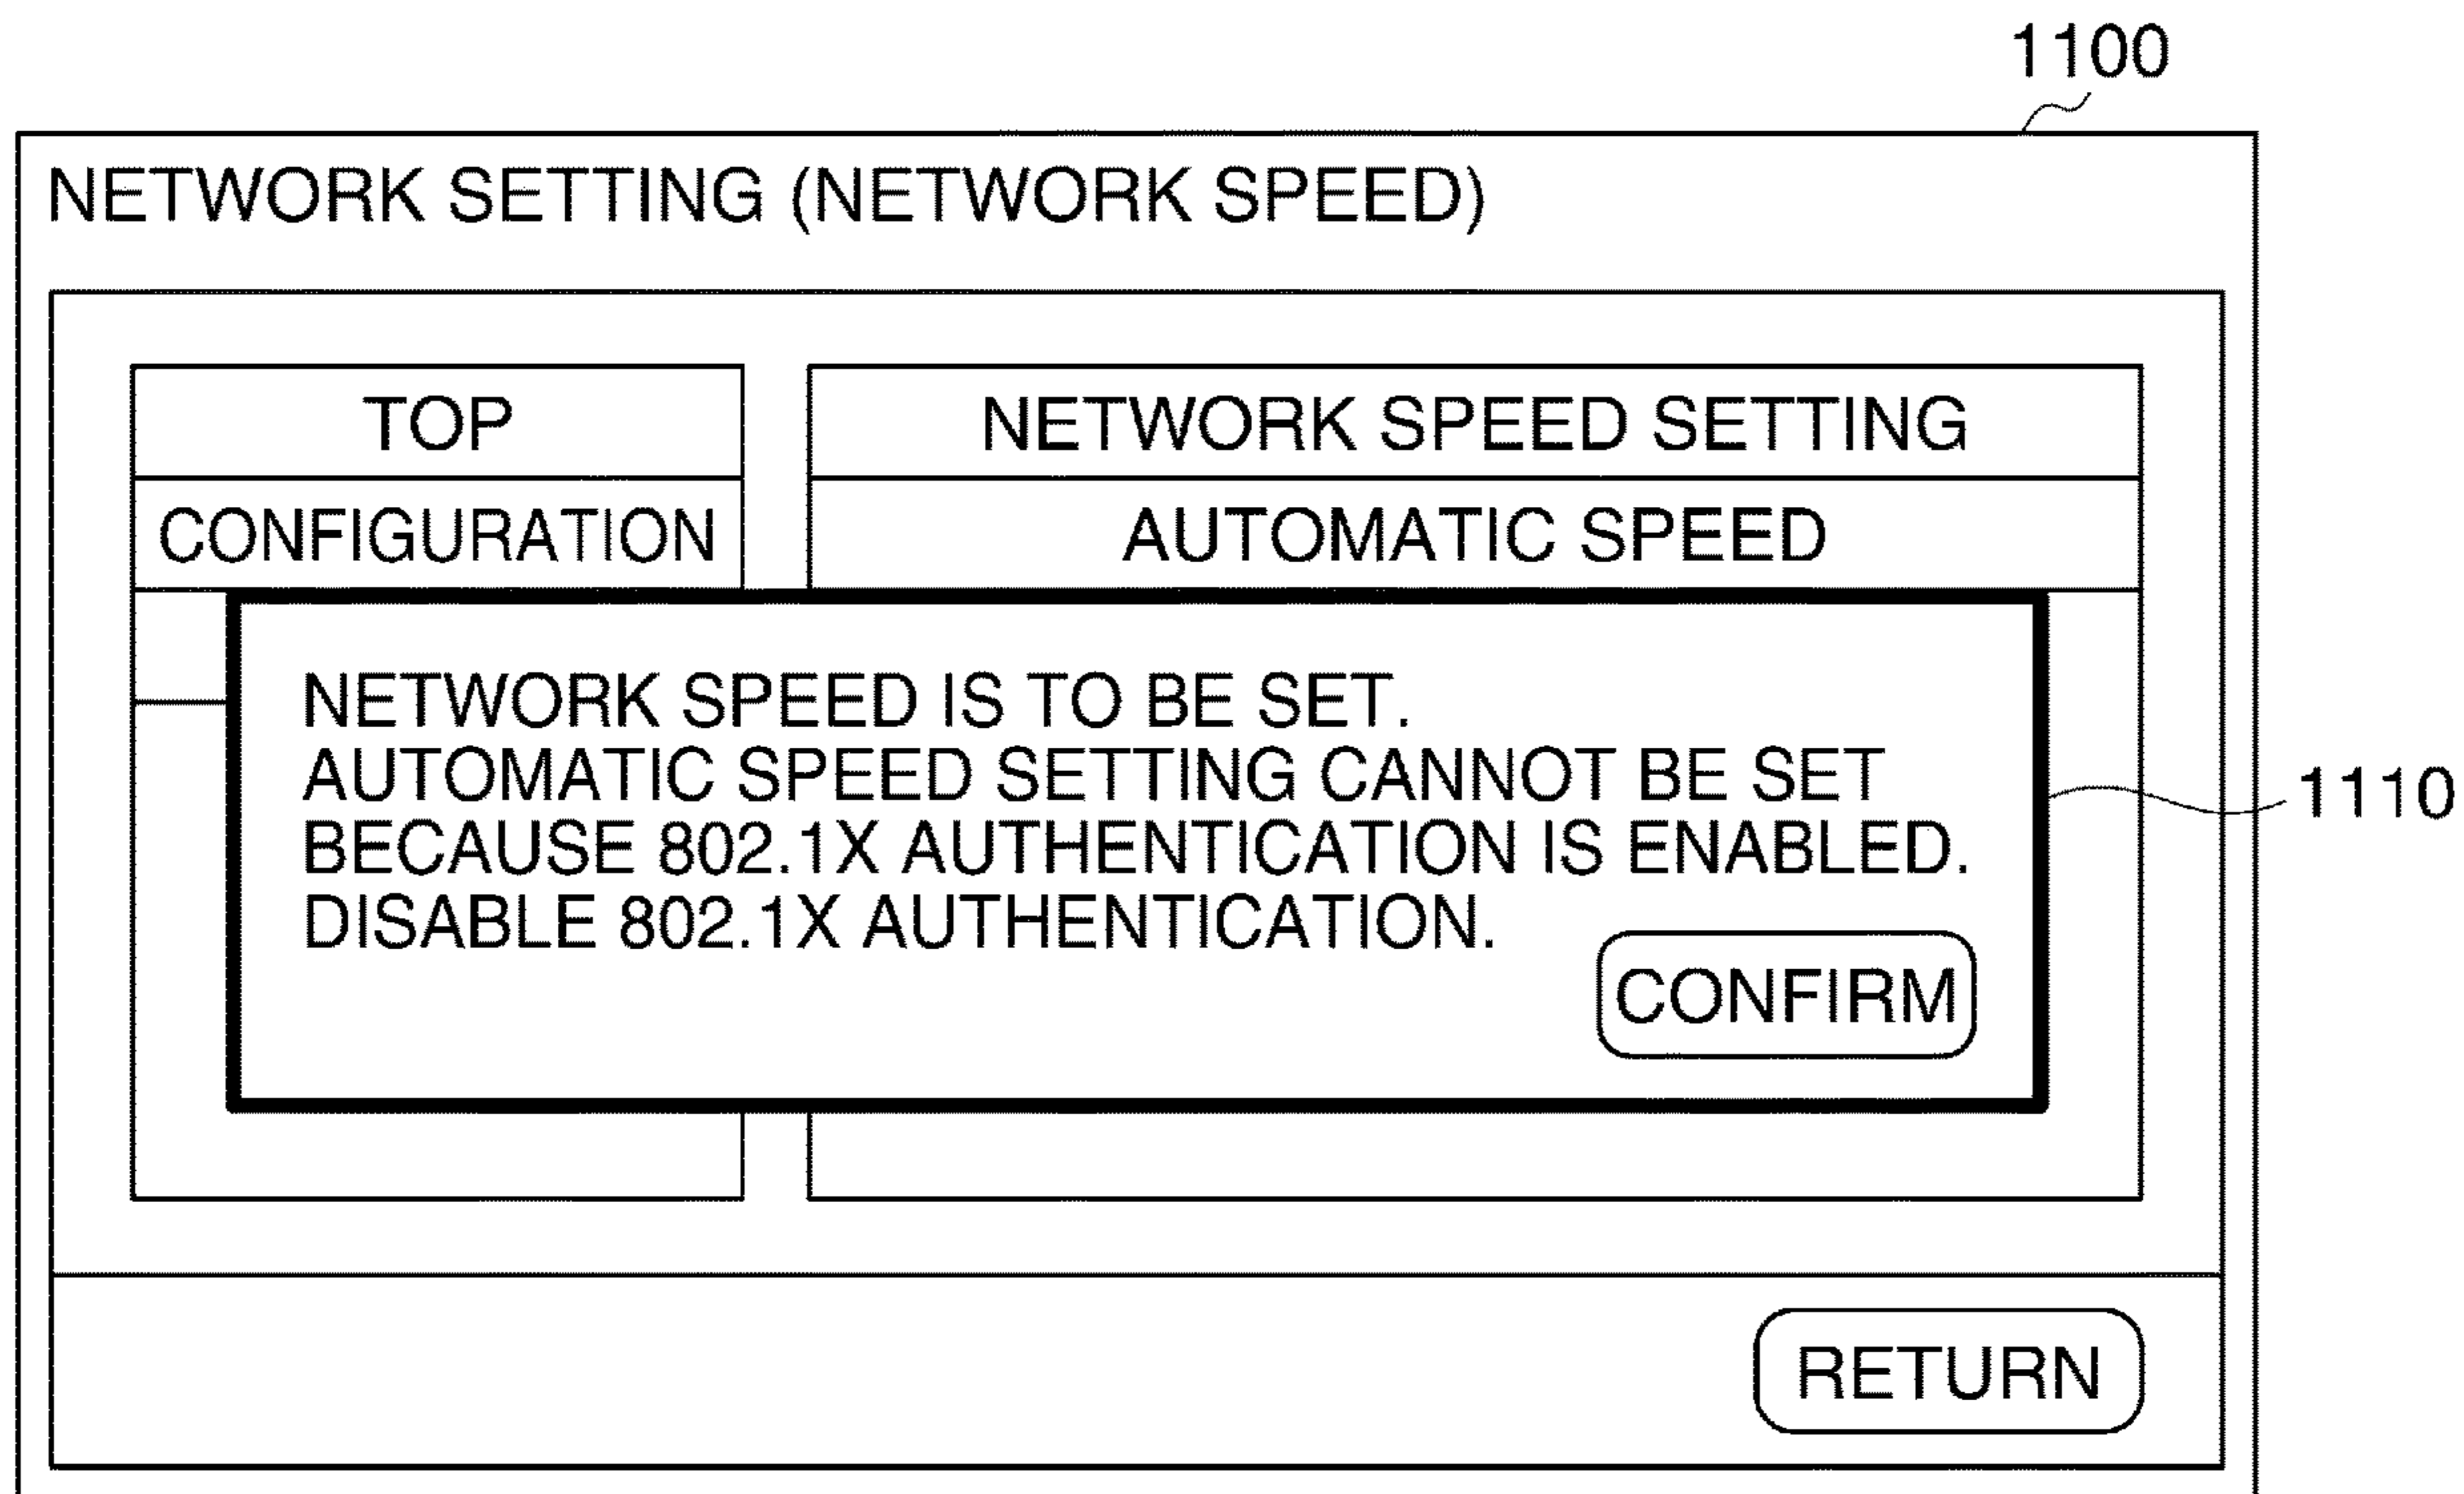 1100
NETWORK SETTING (NETWORK SPEED)
TOP
NETWORK SPEED SETTING
CONFIGURATION
AUTOMATIC SPEED
NETWORK SPEED IS TO BE SET.
AUTOMATIC SPEED SETTING CANNOT BE SET
BECAUSE 802.1X AUTHENTICATION IS ENABLED.
DISABLE 802.1X AUTHENTICATION.
1110
CONFIRM
RETURN